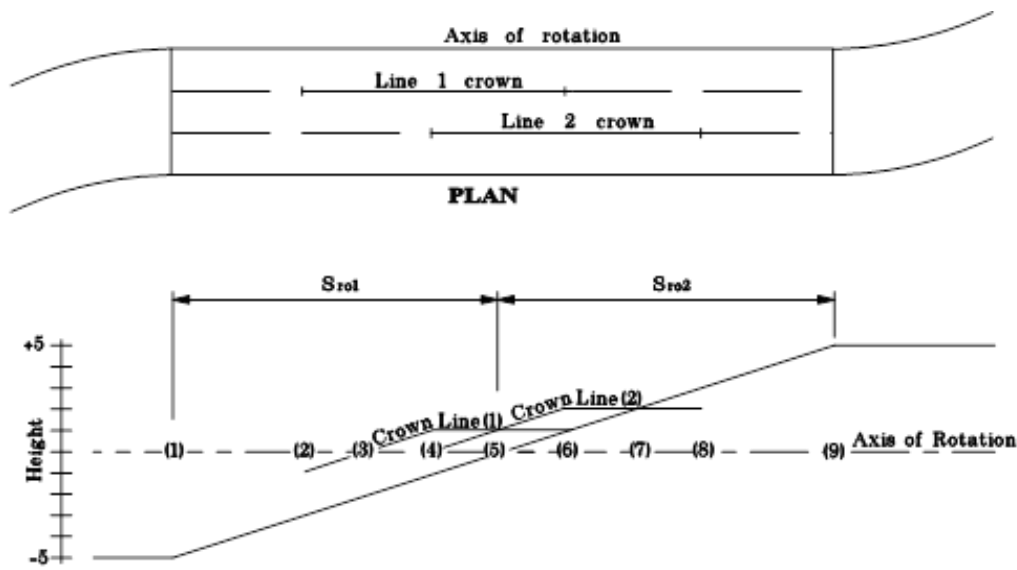 Axis of rotation
Line 1 crown
Line 2 crown
PLAN
Sro1 Sro2
+5
Crown Line(1) Crown Line(2)
(1) (2) (3) (4) (5) (6) (7) (8) (9) Axis of Rotation
Height
-5